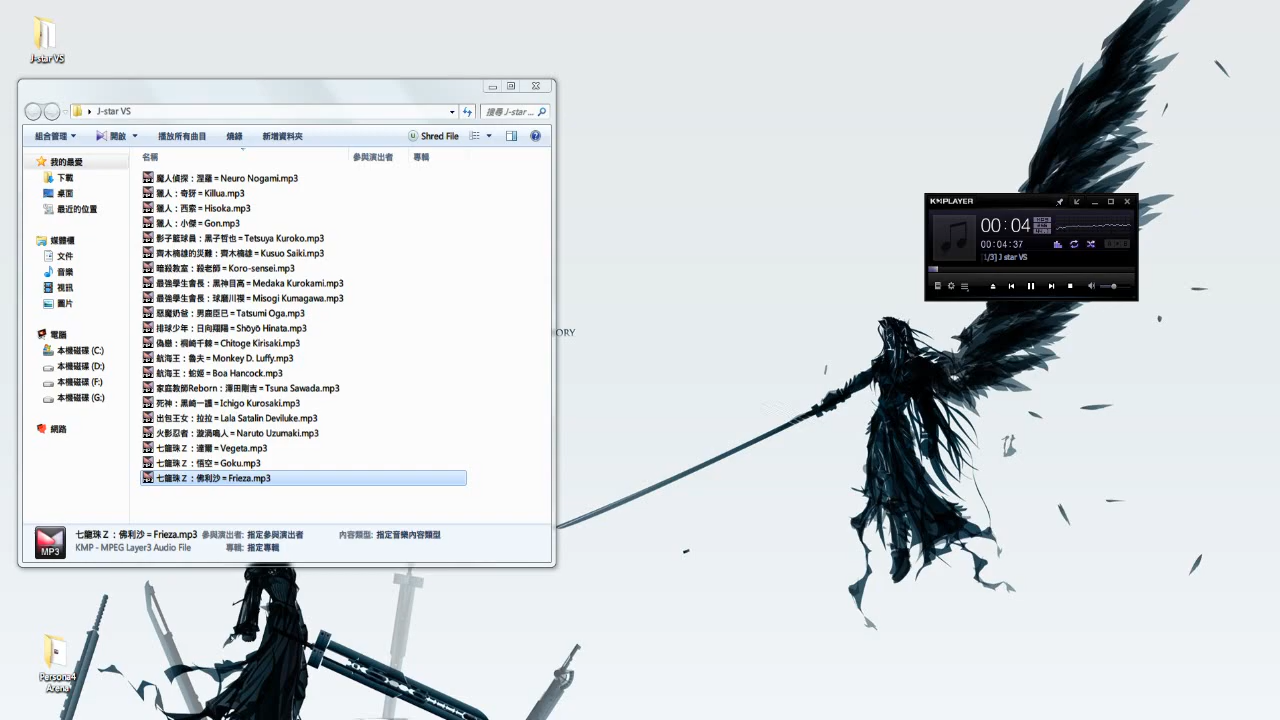 J-star VS
J-star VS
搜尋 J-star ...
組合管理
開啟
播放所有曲目
燒錄
新增資料夾
Shred File
名稱
參與演出者
專輯
我的最愛
下載
桌面
最近的位置
媒體櫃
文件
音樂
視訊
圖片
電腦
本機磁碟 (C:)
本機磁碟 (D:)
本機磁碟 (F:)
本機磁碟 (G:)
網路
魔人偵探：涅羅 = Neuro Nogami.mp3
獵人：奇犽 = Killua.mp3
獵人：西索 = Hisoka.mp3
獵人：小傑 = Gon.mp3
影子籃球員：黑子哲也 = Tetsuya Kuroko.mp3
齊木楠雄的災難：齊木楠雄 = Kusuo Saiki.mp3
暗殺教室：殺老師 = Koro-sensei.mp3
最強學生會長：黑神目高 = Medaka Kurokami.mp3
最強學生會長：球磨川禊 = Misogi Kumagawa.mp3
惡魔奶爸：男鹿臣已 = Tatsumi Oga.mp3
排球少年：日向翔陽 = Shōyō Hinata.mp3
偽戀：桐崎千棘 = Chitoge Kirisaki.mp3
航海王：魯夫 = Monkey D. Luffy.mp3
航海王：蛇姬 = Boa Hancock.mp3
家庭教師Reborn：澤田剛吉 = Tsuna Sawada.mp3
死神：黑崎一護 = Ichigo Kurosaki.mp3
出包王女：拉拉 = Lala Satalin Deviluke.mp3
火影忍者：漩渦鳴人 = Naruto Uzumaki.mp3
七龍珠Ｚ：達爾 = Vegeta.mp3
七龍珠Ｚ：悟空 = Goku.mp3
七龍珠Ｚ：佛利沙 = Frieza.mp3
七龍珠Ｚ：佛利沙 = Frieza.mp3
參與演出者: 指定參與演出者
內容類型: 指定音樂內容類型
KMP - MPEG Layer3 Audio File
專輯: 指定專輯
MP3
ORY
KMPLAYER
00:04
00:04:37
[1/3] J star VS
Persona4
Arena